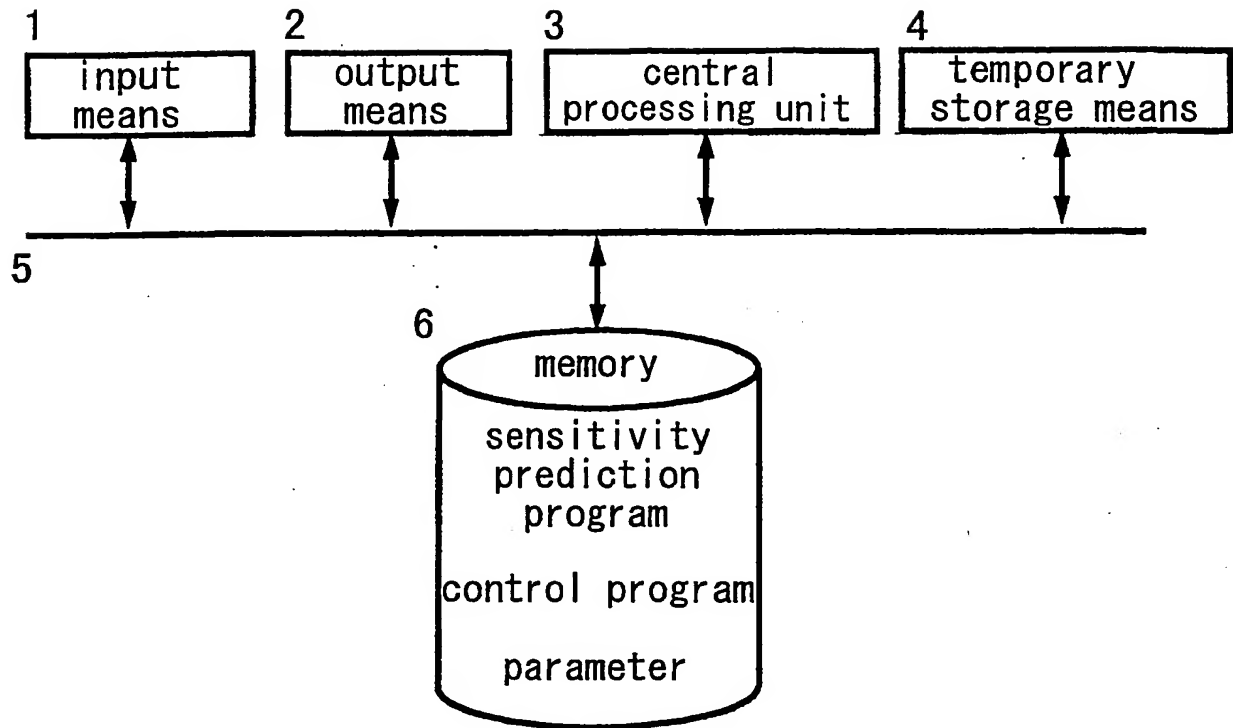 1
input
means
2
output
means
3
central
processing unit
4
temporary
storage means
5
6
memory
sensitivity
prediction
program
control program
parameter